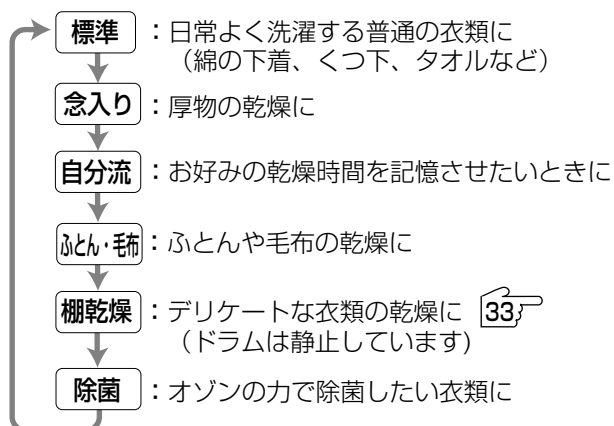 標準：日常よく洗濯する普通の衣類に
（綿の下着、くつ下、タオルなど）
念入り：厚物の乾燥に
自分流：お好みの乾燥時間を記憶させたいときに
ふとん・毛布：ふとんや毛布の乾燥に
棚乾燥：デリケートな衣類の乾燥に 33
（ドラムは静止しています)
除菌：オゾンの力で除菌したい衣類に